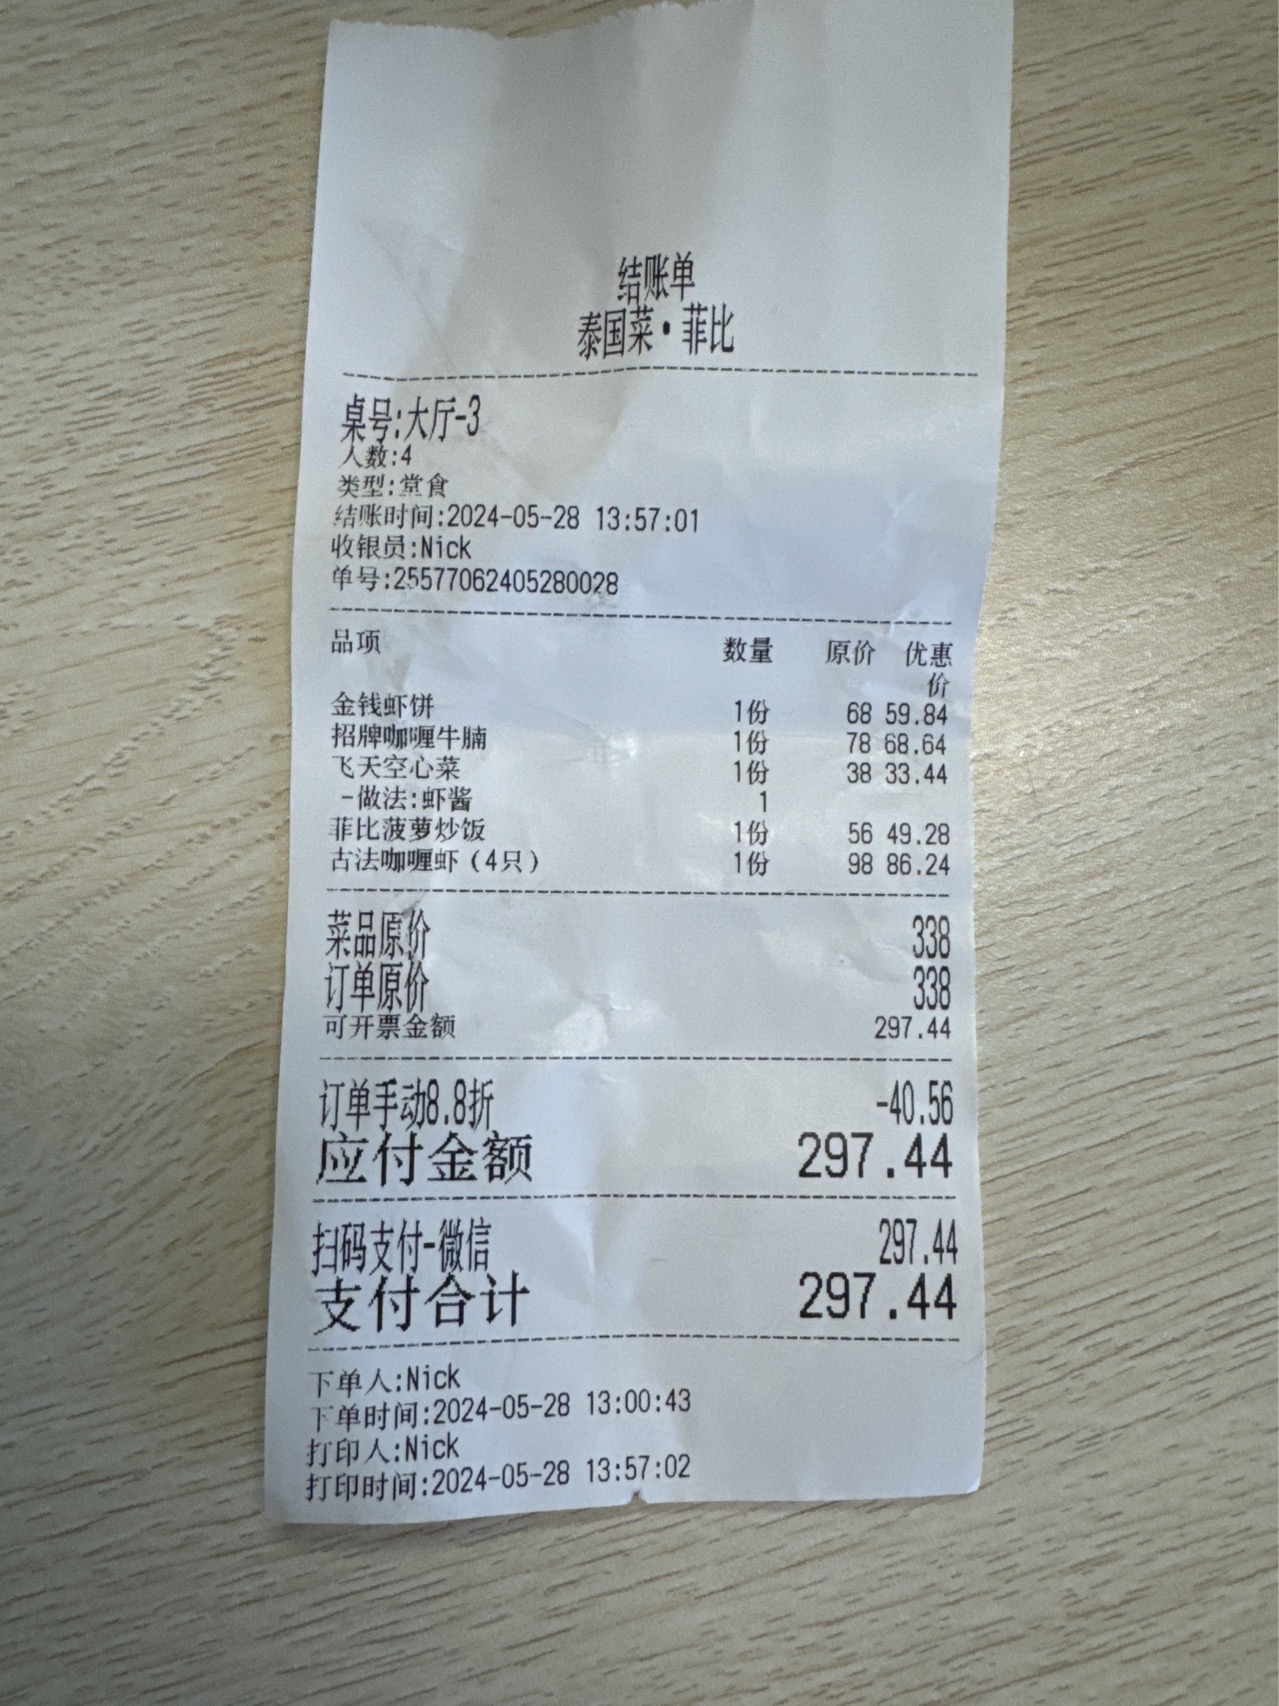 结账单
泰国菜·菲比
桌号:大厅-3
人数:4
类型:堂食
结账时间:2024-05-28 13:57:01
收银员:Nick
单号:25577062405280028
品项 数量 原价 优惠
价
金钱虾饼 1份 68 59.84
招牌咖喱牛腩 1份 78 68.64
飞天空心菜 1份 38 33.44
-做法:虾酱 1
菲比菠萝炒饭 1份 56 49.28
古法咖喱虾（4只） 1份 98 86.24
菜品原价 338
订单原价 338
可开票金额 297.44
订单手动8.8折 -40.56
应付金额 297.44
扫码支付-微信 297.44
支付合计 297.44
下单人:Nick
下单时间:2024-05-28 13:00:43
打印人:Nick
打印时间:2024-05-28 13:57:02